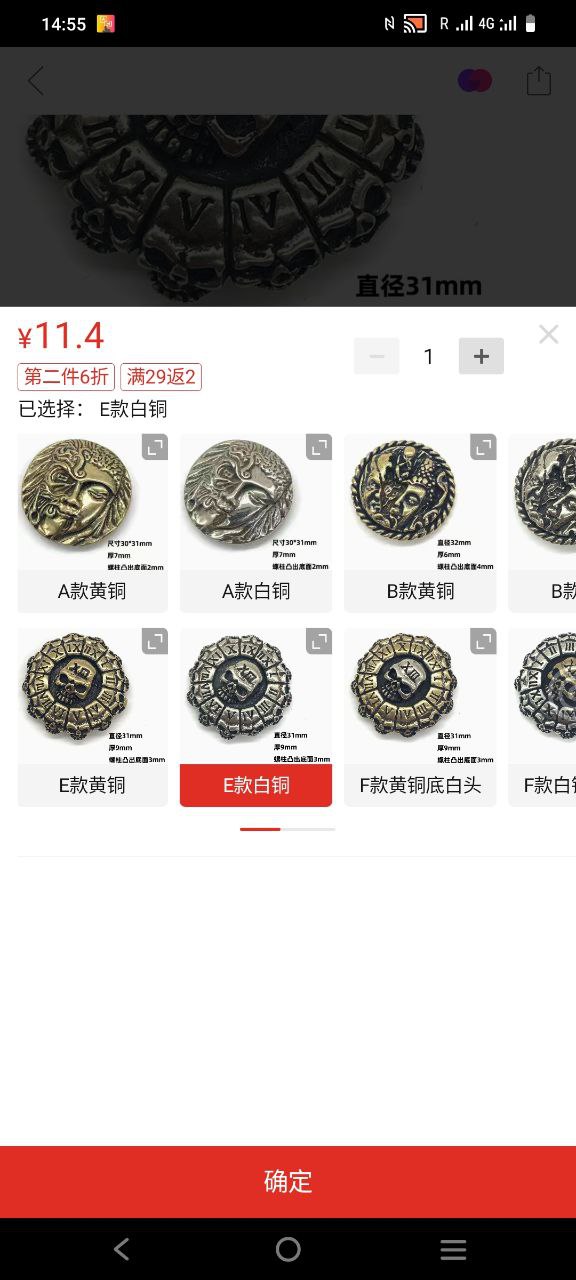 14:55
R
4G
VI
V
IV
III
直径31mm
¥11.4
1
第二件6折
满29返2
已选择： E款白铜
尺寸30*31mm
厚7mm
螺柱凸出底面2mm
尺寸30*31mm
厚7mm
螺柱凸出底面2mm
直径32mm
厚6mm
螺柱凸出底面4mm
A款黄铜
A款白铜
B款黄铜
直径31mm
厚9mm
螺柱凸出底面3mm
直径31mm
厚9mm
螺柱凸出底面3mm
直径31mm
厚9mm
螺柱凸出底面3mm
E款黄铜
E款白铜
F款黄铜底白头
确定